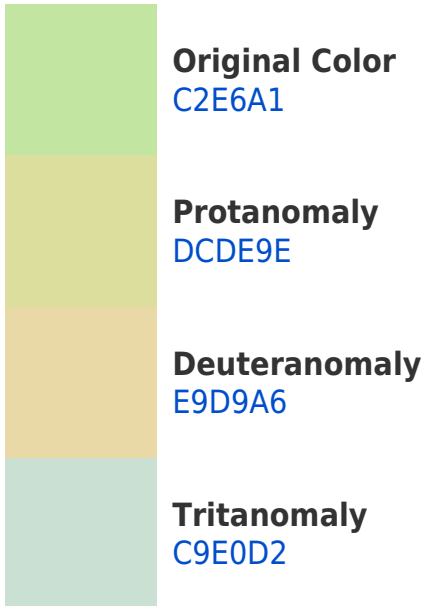 Original Color
C2E6A1
Protanomaly
DCDE9E
Deuteranomaly
E9D9A6
Tritanomaly
C9E0D2